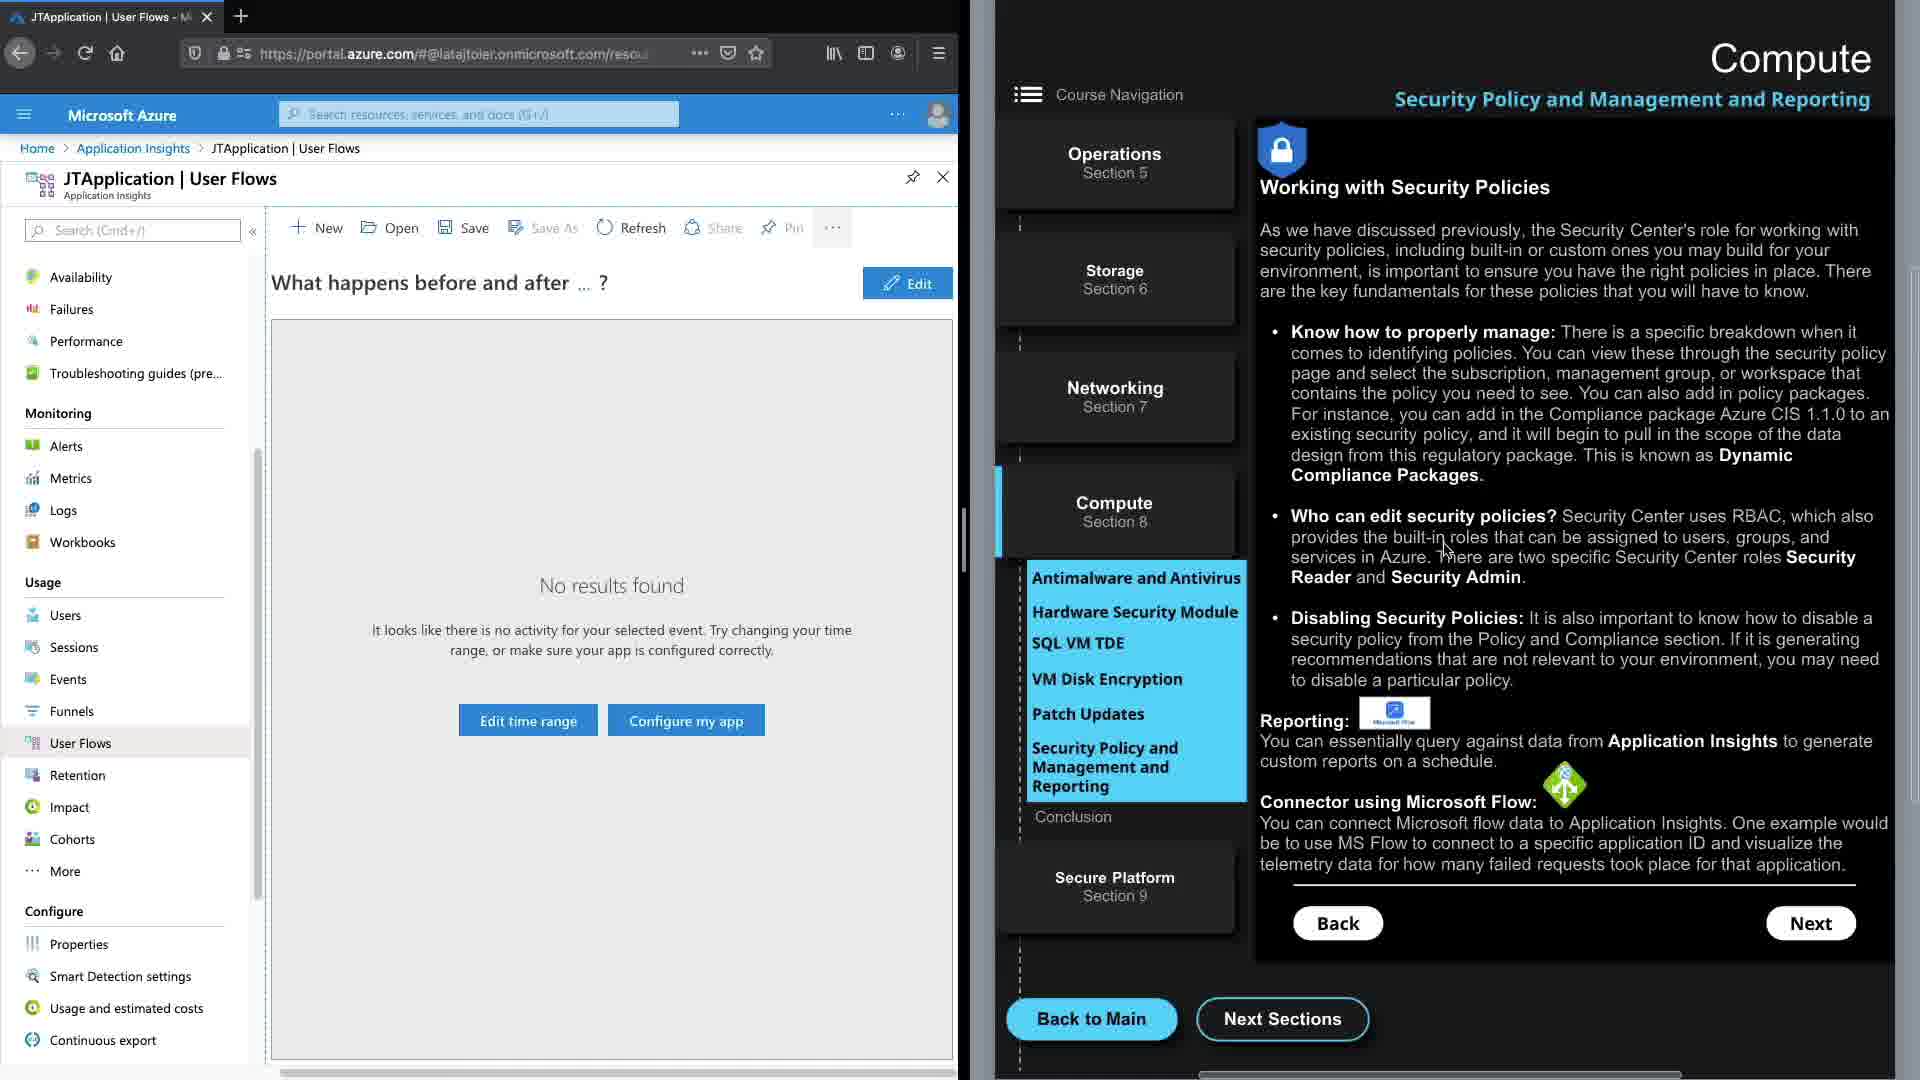 JTApplication | User Flows - M
https://portal.azure.com/#@latajtoier.onmicrosoft.com/resou
Microsoft Azure
Search resources, services, and docs (G+/)
Home > Application Insights > JTApplication | User Flows
JTApplication | User Flows
Application Insights
Search (Cmd+/)
«
Availability
Failures
Performance
Troubleshooting guides (pre...
Monitoring
Alerts
Metrics
Logs
Workbooks
Usage
Users
Sessions
Events
Funnels
User Flows
Retention
Impact
Cohorts
More
Configure
Properties
Smart Detection settings
Usage and estimated costs
Continuous export
New
Open
Save
Save As
Refresh
Share
Pin
What happens before and after ... ?
Edit
No results found
It looks like there is no activity for your selected event. Try changing your time
range, or make sure your app is configured correctly.
Edit time range
Configure my app
Compute
Course Navigation
Security Policy and Management and Reporting
Operations
Section 5
Storage
Section 6
Networking
Section 7
Compute
Section 8
Antimalware and Antivirus
Hardware Security Module
SQL VM TDE
VM Disk Encryption
Patch Updates
Security Policy and
Management and
Reporting
Conclusion
Secure Platform
Section 9
Working with Security Policies
As we have discussed previously, the Security Center's role for working with
security policies, including built-in or custom ones you may build for your
environment, is important to ensure you have the right policies in place. There
are the key fundamentals for these policies that you will have to know.
• Know how to properly manage: There is a specific breakdown when it
comes to identifying policies. You can view these through the security policy
page and select the subscription, management group, or workspace that
contains the policy you need to see. You can also add in policy packages.
For instance, you can add in the Compliance package Azure CIS 1.1.0 to an
existing security policy, and it will begin to pull in the scope of the data
design from this regulatory package. This is known as Dynamic
Compliance Packages.
• Who can edit security policies? Security Center uses RBAC, which also
provides the built-in roles that can be assigned to users. groups, and
services in Azure. There are two specific Security Center roles Security
Reader and Security Admin.
• Disabling Security Policies: It is also important to know how to disable a
security policy from the Policy and Compliance section. If it is generating
recommendations that are not relevant to your environment, you may need
to disable a particular policy.
Reporting:
Microsoft Flow
You can essentially query against data from Application Insights to generate
custom reports on a schedule.
Connector using Microsoft Flow:
You can connect Microsoft flow data to Application Insights. One example would
be to use MS Flow to connect to a specific application ID and visualize the
telemetry data for how many failed requests took place for that application.
Back
Next
Back to Main
Next Sections